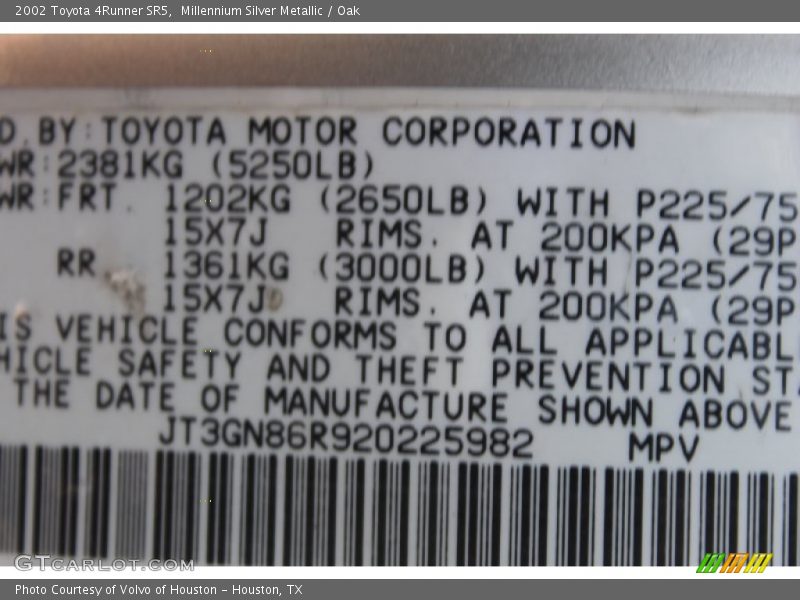 2002 Toyota 4Runner SR5,  Millennium Silver Metallic / Oak
D BY: TOYOTA MOTOR CORPORATION
WR: 2381KG (5250LB)
WR: FRT. 1202KG (2650LB) WITH P225/75
15X7J RIMS. AT 200KPA (29P
RR 1361KG (3000LB) WITH P225/75
15X7J RIMS. AT 200KPA (29P
IS VEHICLE CONFORMS TO ALL APPLICABL
HICLE SAFETY AND THEFT PREVENTION ST
THE DATE OF MANUFACTURE SHOWN ABOVE
JT3GN86R920225982 MPV
GTCARLOT.COM
Photo Courtesy of Volvo of Houston - Houston, TX